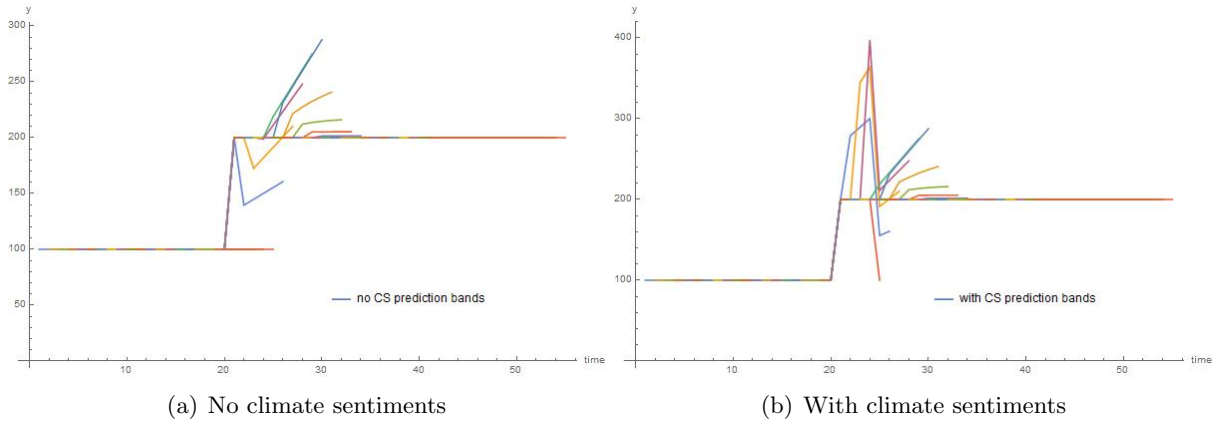 y
300
250
200
150
100
50
no CS prediction bands
time
10
20
30
40
50
(a) No climate sentiments
y
400
300
200
100
with CS prediction bands
time
10
20
30
40
50
(b) With climate sentiments